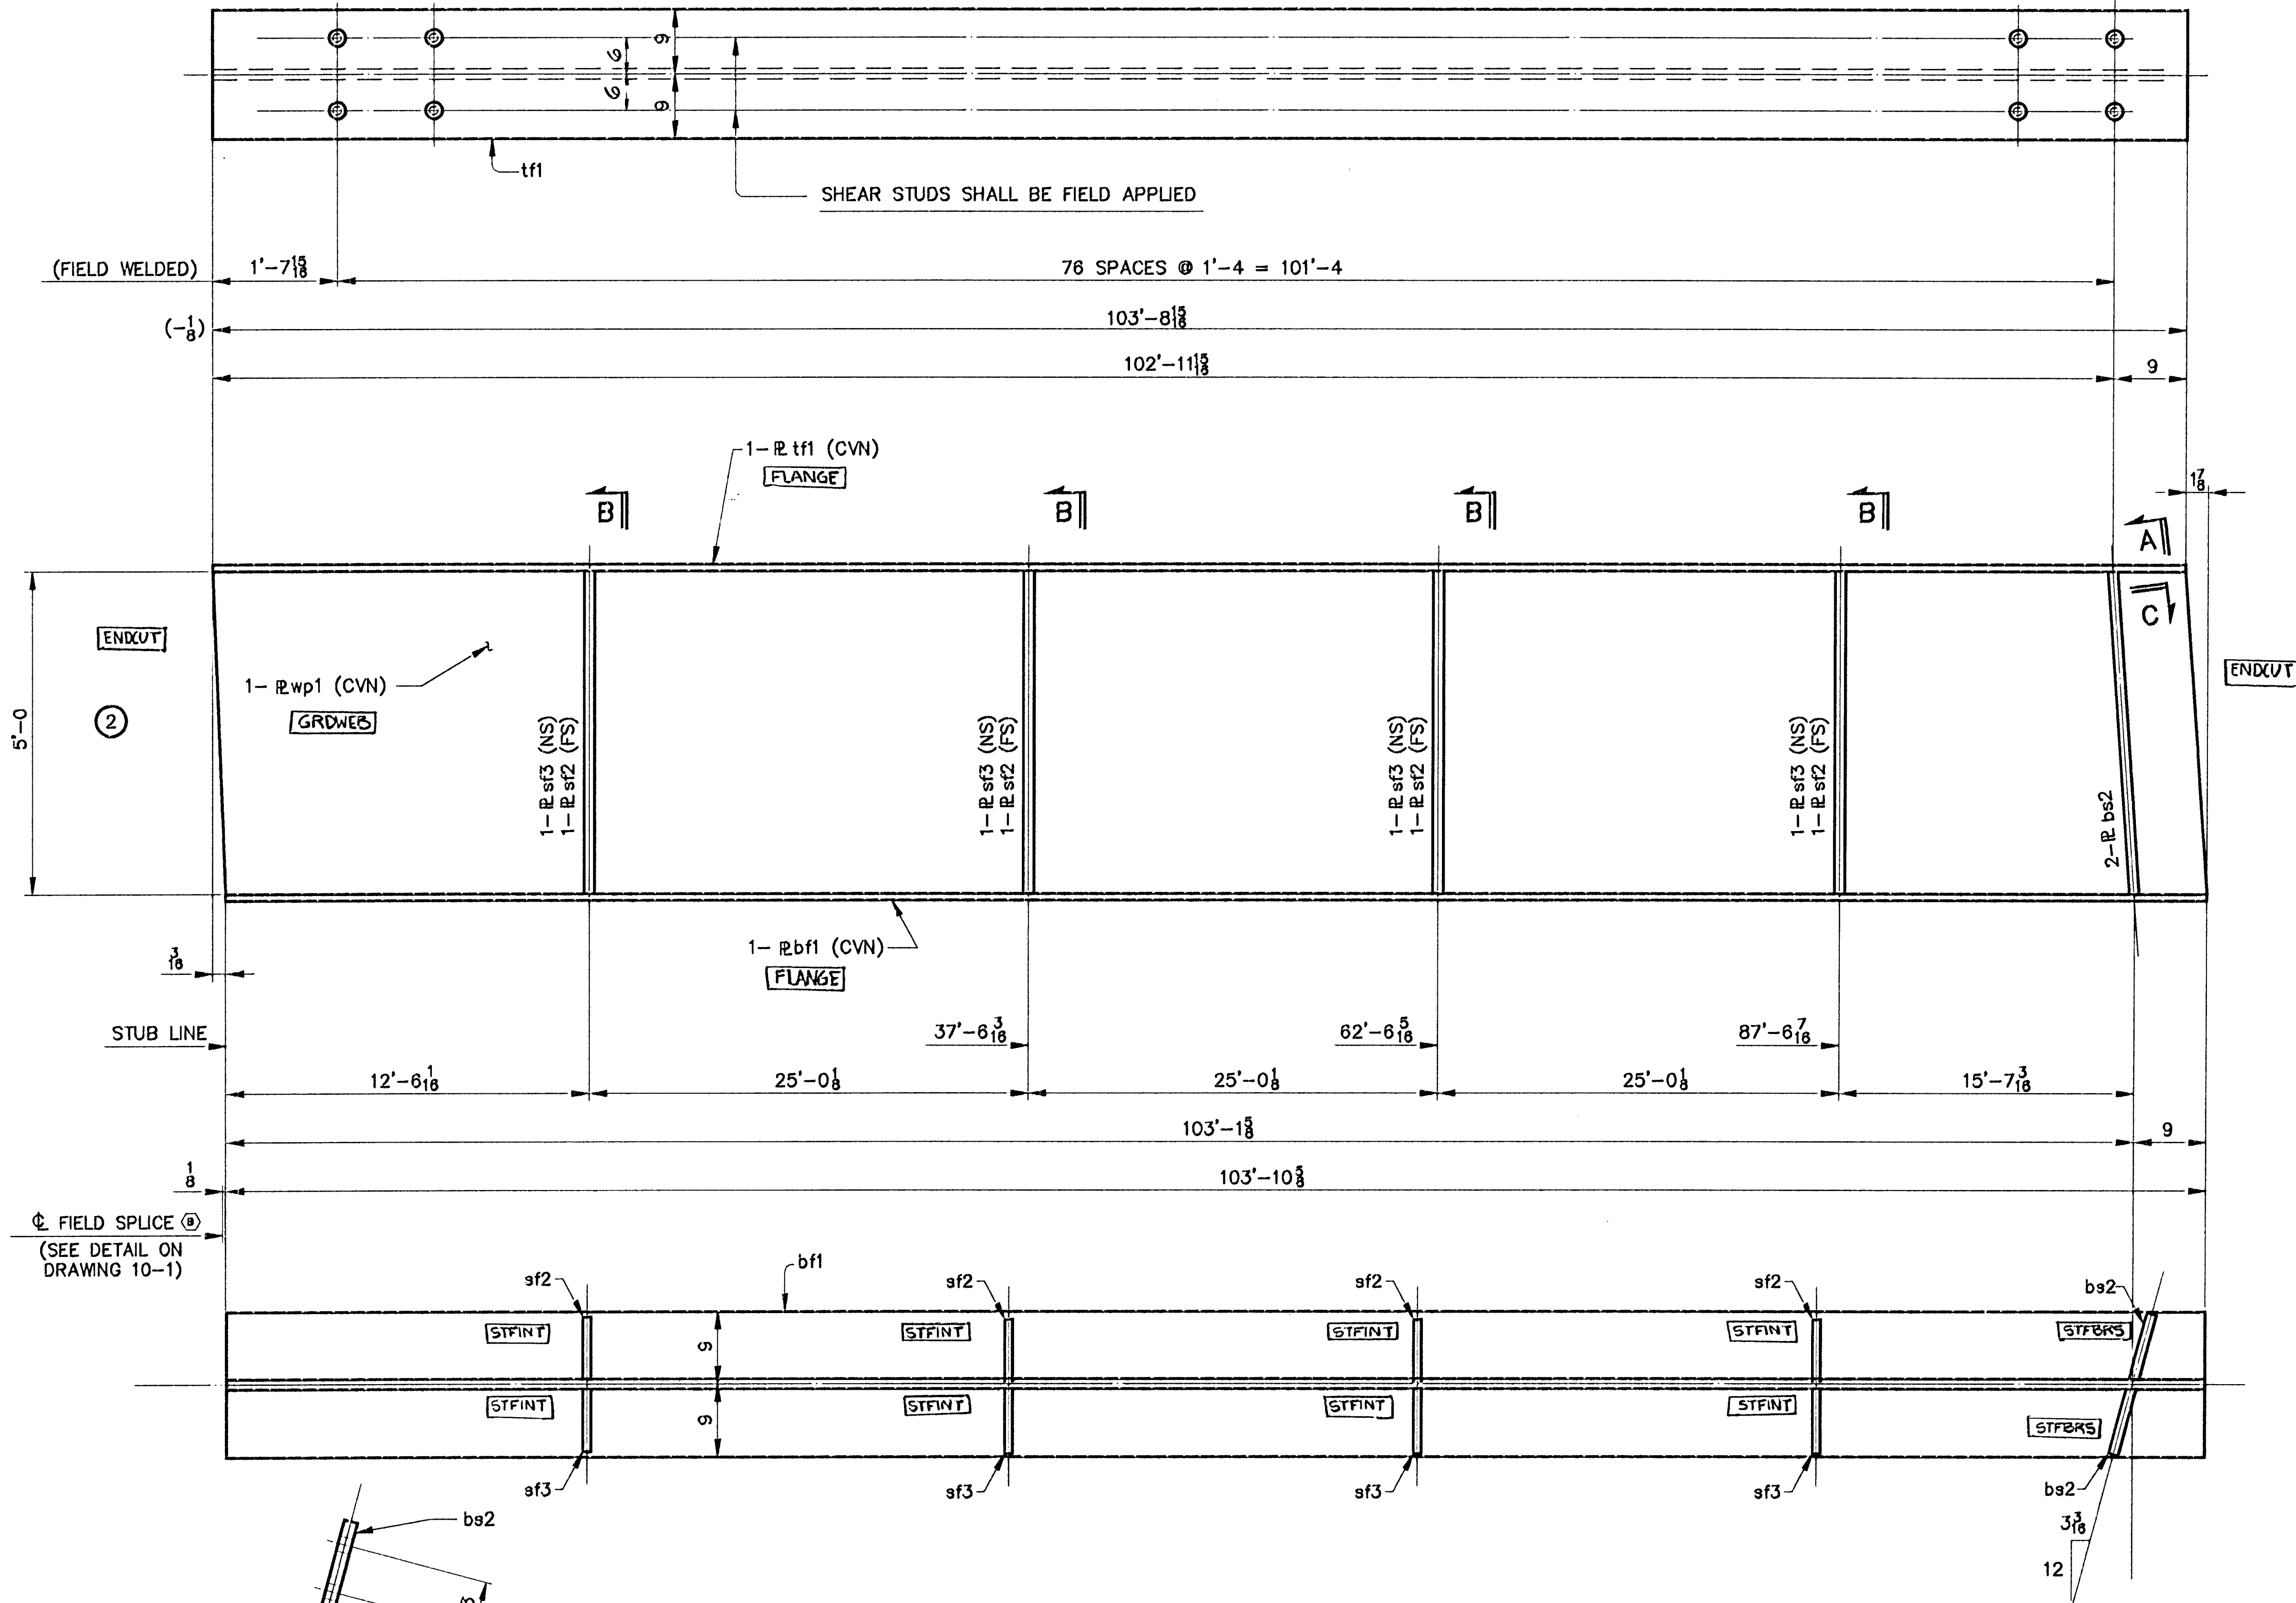 9
6
6
9
tf1
SHEAR STUDS SHALL BE FIELD APPLIED
(FIELD WELDED)
1'-7 15/16
76 SPACES @ 1'-4 = 101'-4
(-1/8)
103'-8 15/16
102'-11 15/16
9
1-℄ tf1 (CVN)
FLANGE
1 7/8
B
B
B
B
A
C
ENDCUT
ENDCUT
1- PL wp1 (CVN)
GRDWEB
2
5'-0
1- PL sf3 (NS)
1- PL sf2 (FS)
1- PL sf3 (NS)
1- PL sf2 (FS)
1- PL sf3 (NS)
1- PL sf2 (FS)
1- PL sf3 (NS)
1- PL sf2 (FS)
2- PL bs2
1- PL bf1 (CVN)
FLANGE
3/16
STUB LINE
37'-6 3/16
62'-6 5/16
87'-6 7/16
12'-6 1/16
25'-0 1/8
25'-0 1/8
25'-0 1/8
15'-7 3/16
103'-1 5/8
9
1/8
103'-10 5/8
℄ FIELD SPLICE B
(SEE DETAIL ON
DRAWING 10-1)
bf1
sf2
sf2
sf2
sf2
bs2
STFINT
STFINT
STFINT
STFINT
STFBRS
9
9
STFINT
STFINT
STFINT
STFINT
STFBRS
sf3
sf3
sf3
sf3
bs2
3 3/16
12
bs2